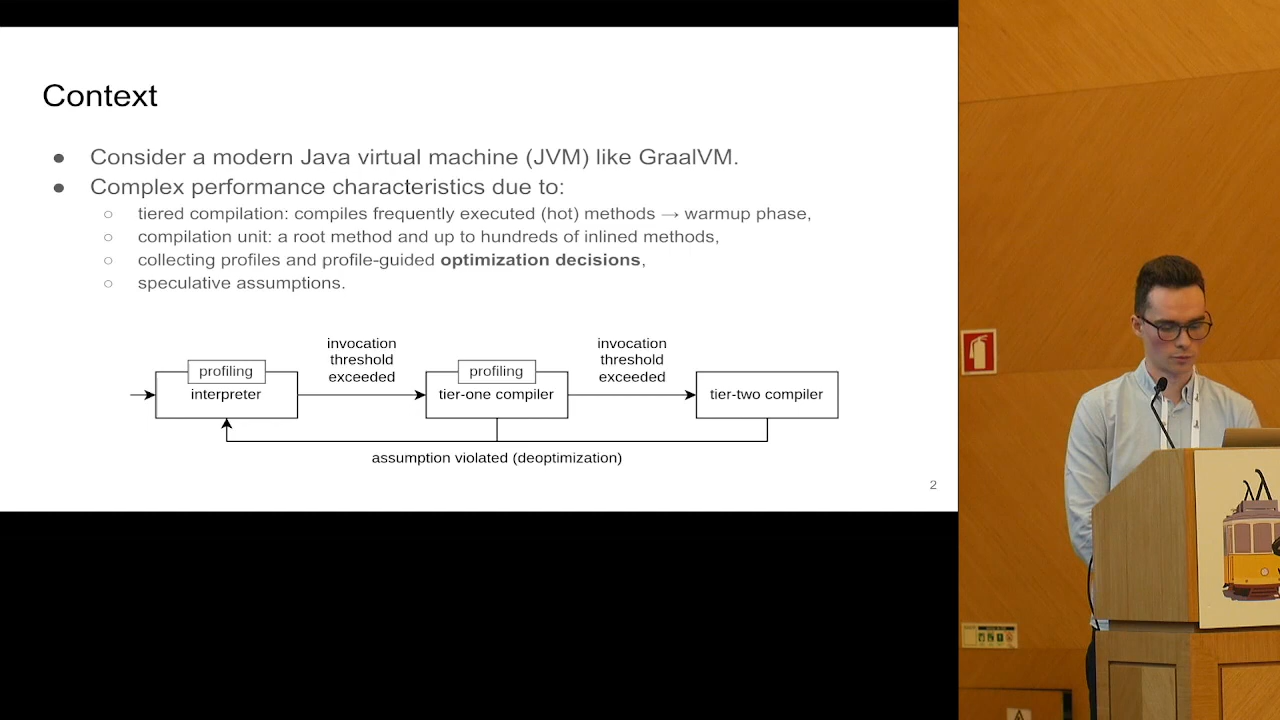 Context
● Consider a modern Java virtual machine (JVM) like GraalVM.
● Complex performance characteristics due to:
○ tiered compilation: compiles frequently executed (hot) methods → warmup phase,
○ compilation unit: a root method and up to hundreds of inlined methods,
○ collecting profiles and profile-guided optimization decisions,
○ speculative assumptions.
invocation
threshold
exceeded
invocation
threshold
exceeded
profiling
interpreter
profiling
tier-one compiler
tier-two compiler
assumption violated (deoptimization)
2